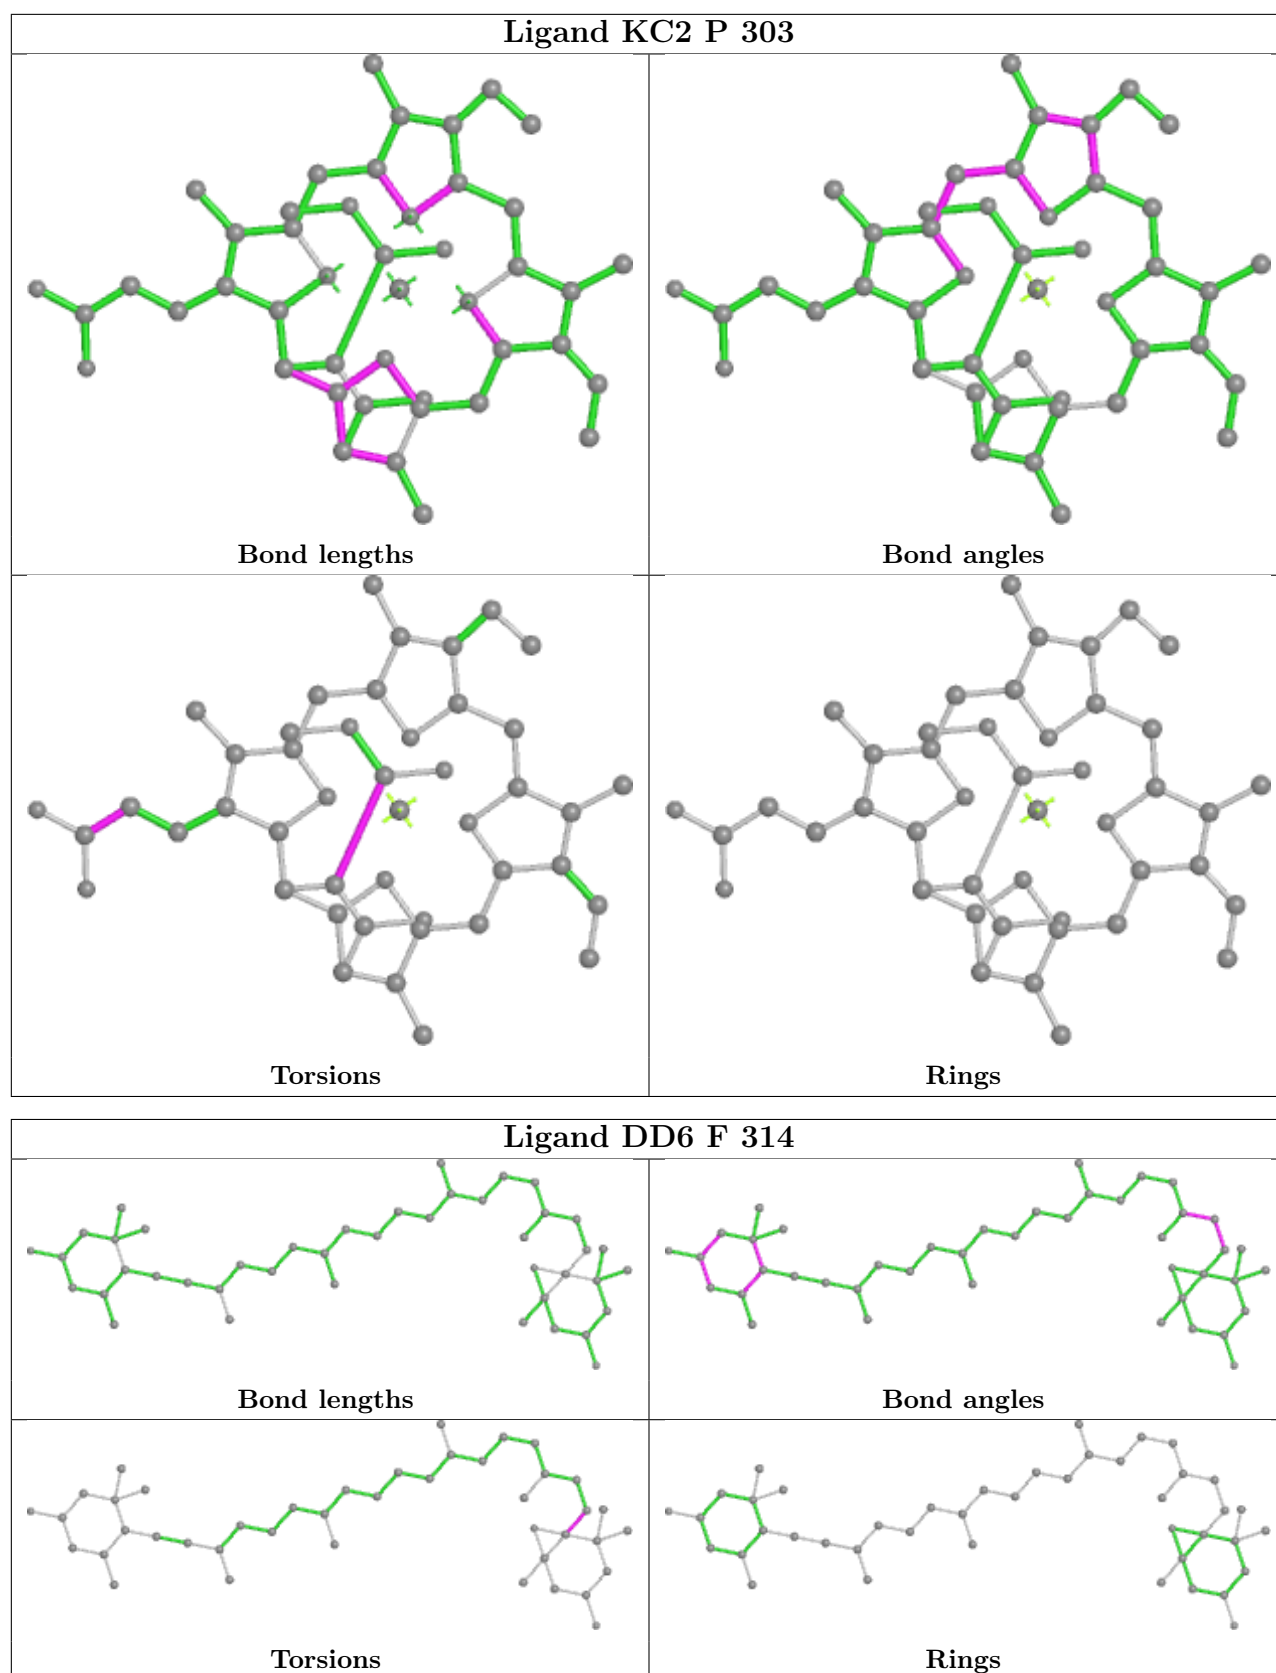 Ligand KC2 P 303
Bond lengths
Bond angles
Torsions
Rings
Ligand DD6 F 314
Bond lengths
Bond angles
Torsions
Rings